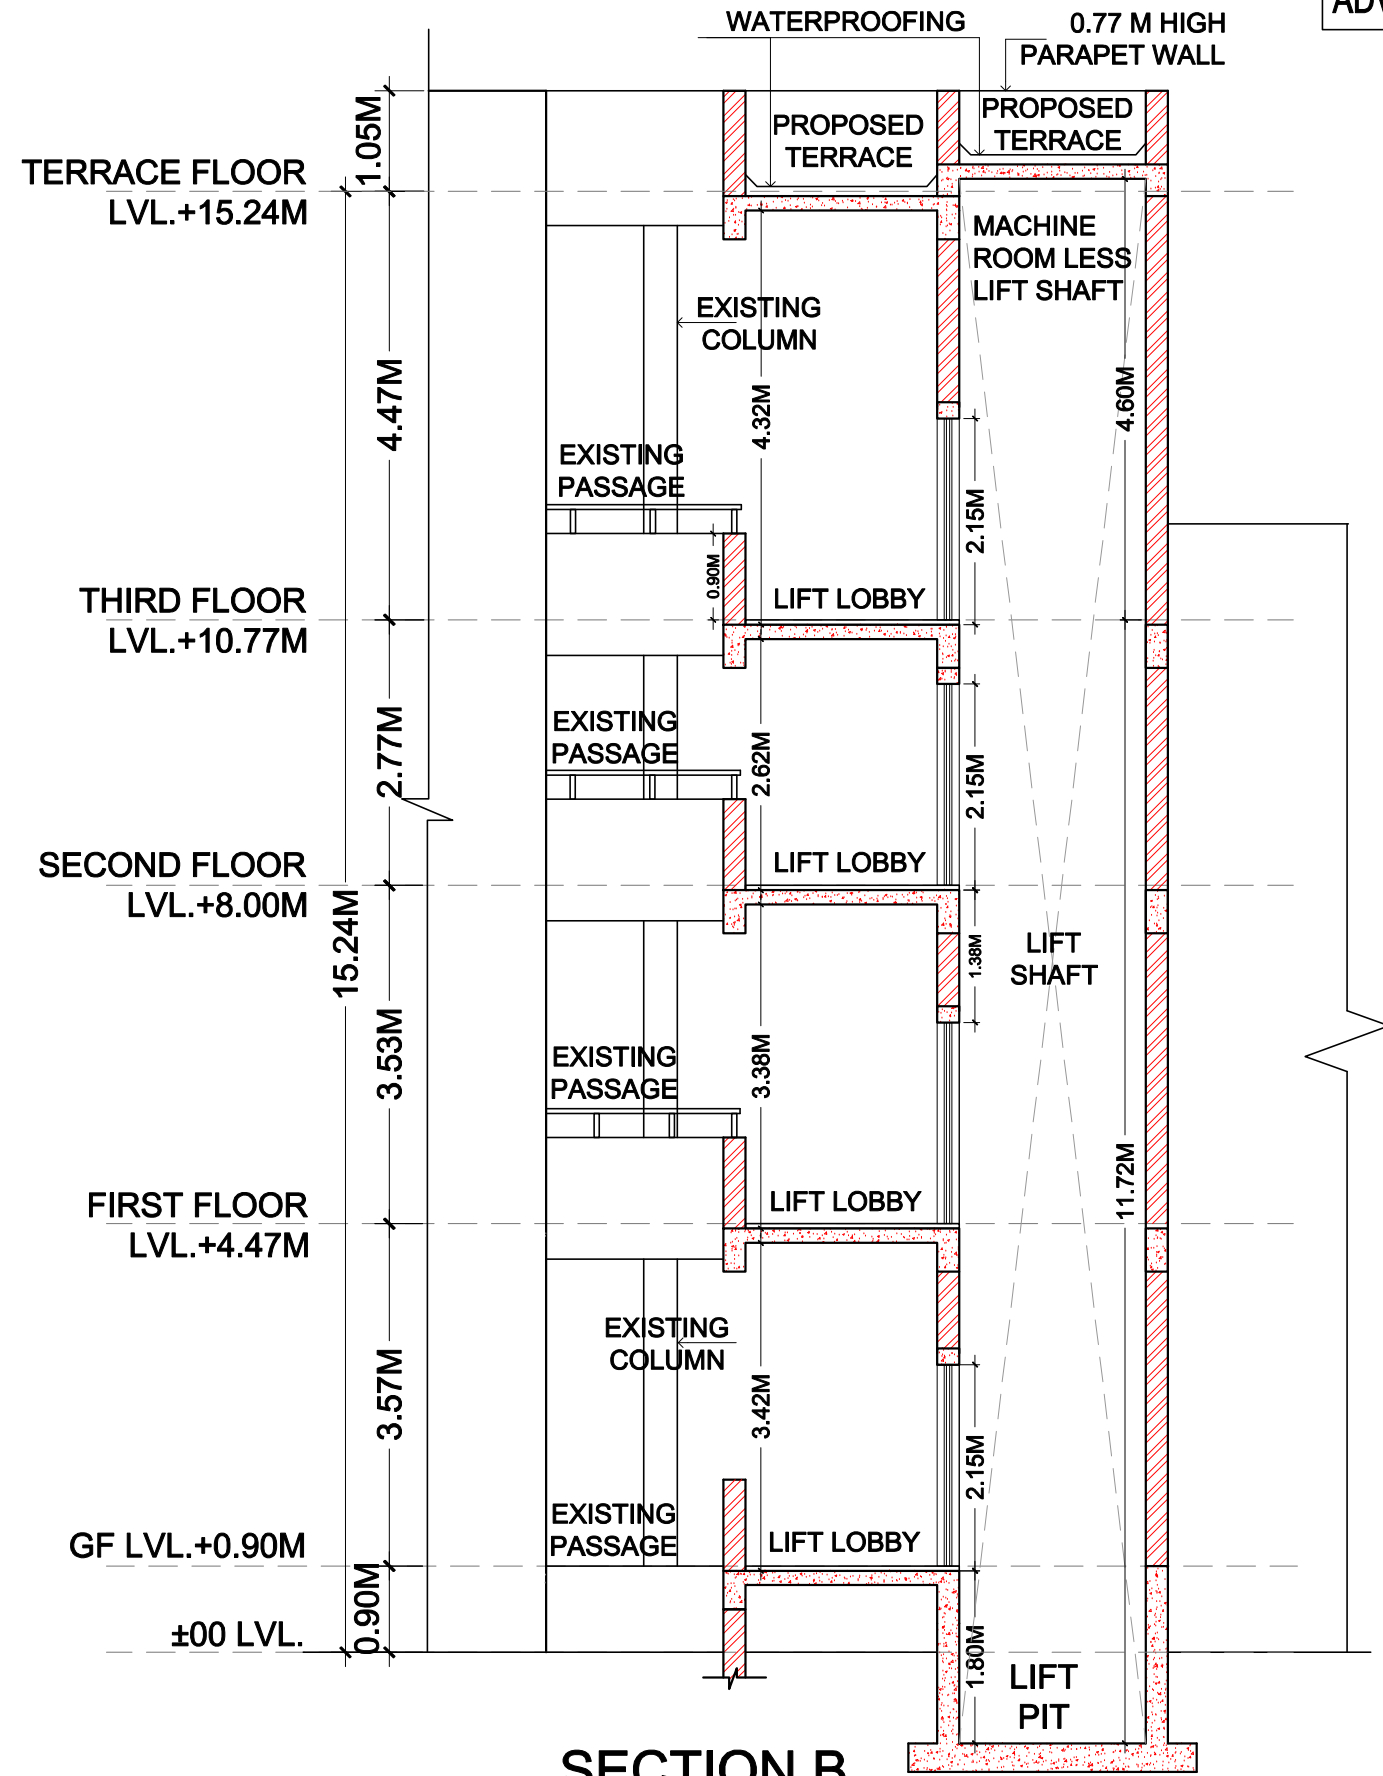 WATERPROOFING
0.77 M HIGH
PARAPET WALL
1.05M
PROPOSED
TERRACE
PROPOSED
TERRACE
TERRACE FLOOR
LVL.+15.24M
MACHINE
ROOM LESS
LIFT SHAFT
EXISTING
COLUMN
4.47M
4.32M
4.60M
EXISTING
PASSAGE
2.15M
0.90M
THIRD FLOOR
LVL.+10.77M
LIFT LOBBY
EXISTING
PASSAGE
2.77M
2.62M
2.15M
SECOND FLOOR
LVL.+8.00M
LIFT LOBBY
15.24M
1.38M
LIFT
SHAFT
3.53M
3.38M
EXISTING
PASSAGE
11.72M
FIRST FLOOR
LVL.+4.47M
LIFT LOBBY
EXISTING
COLUMN
3.57M
3.42M
2.15M
EXISTING
PASSAGE
GF LVL.+0.90M
LIFT LOBBY
0.90M
±00 LVL.
1.80M
LIFT
PIT
SECTION B